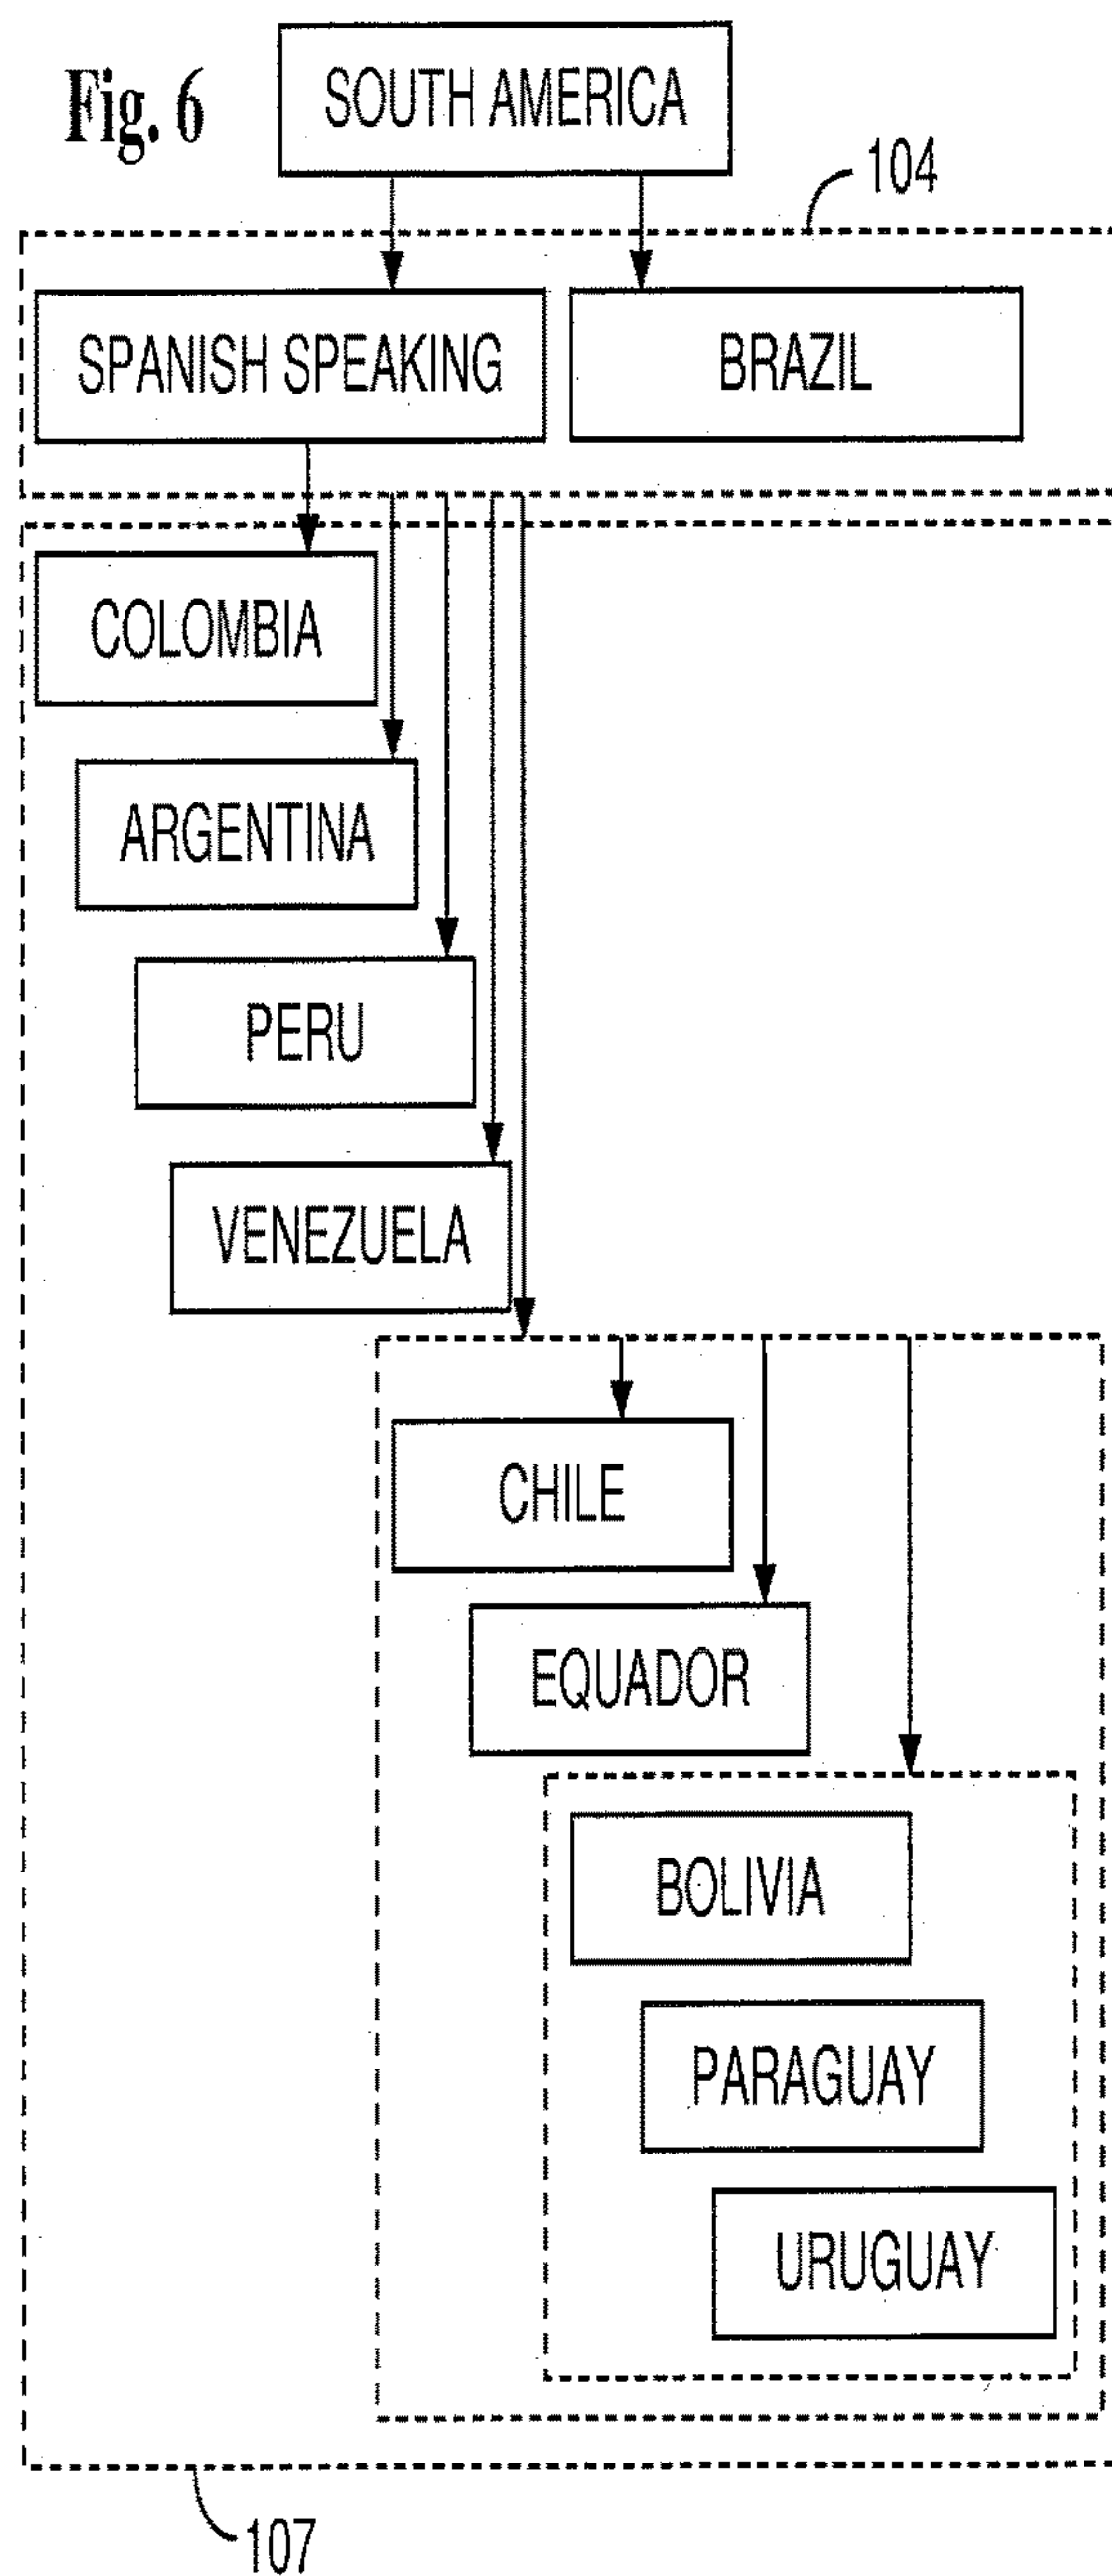 Fig. 6
SOUTH AMERICA
104
SPANISH SPEAKING
BRAZIL
COLOMBIA
ARGENTINA
PERU
VENEZUELA
CHILE
EQUADOR
BOLIVIA
PARAGUAY
URUGUAY
107